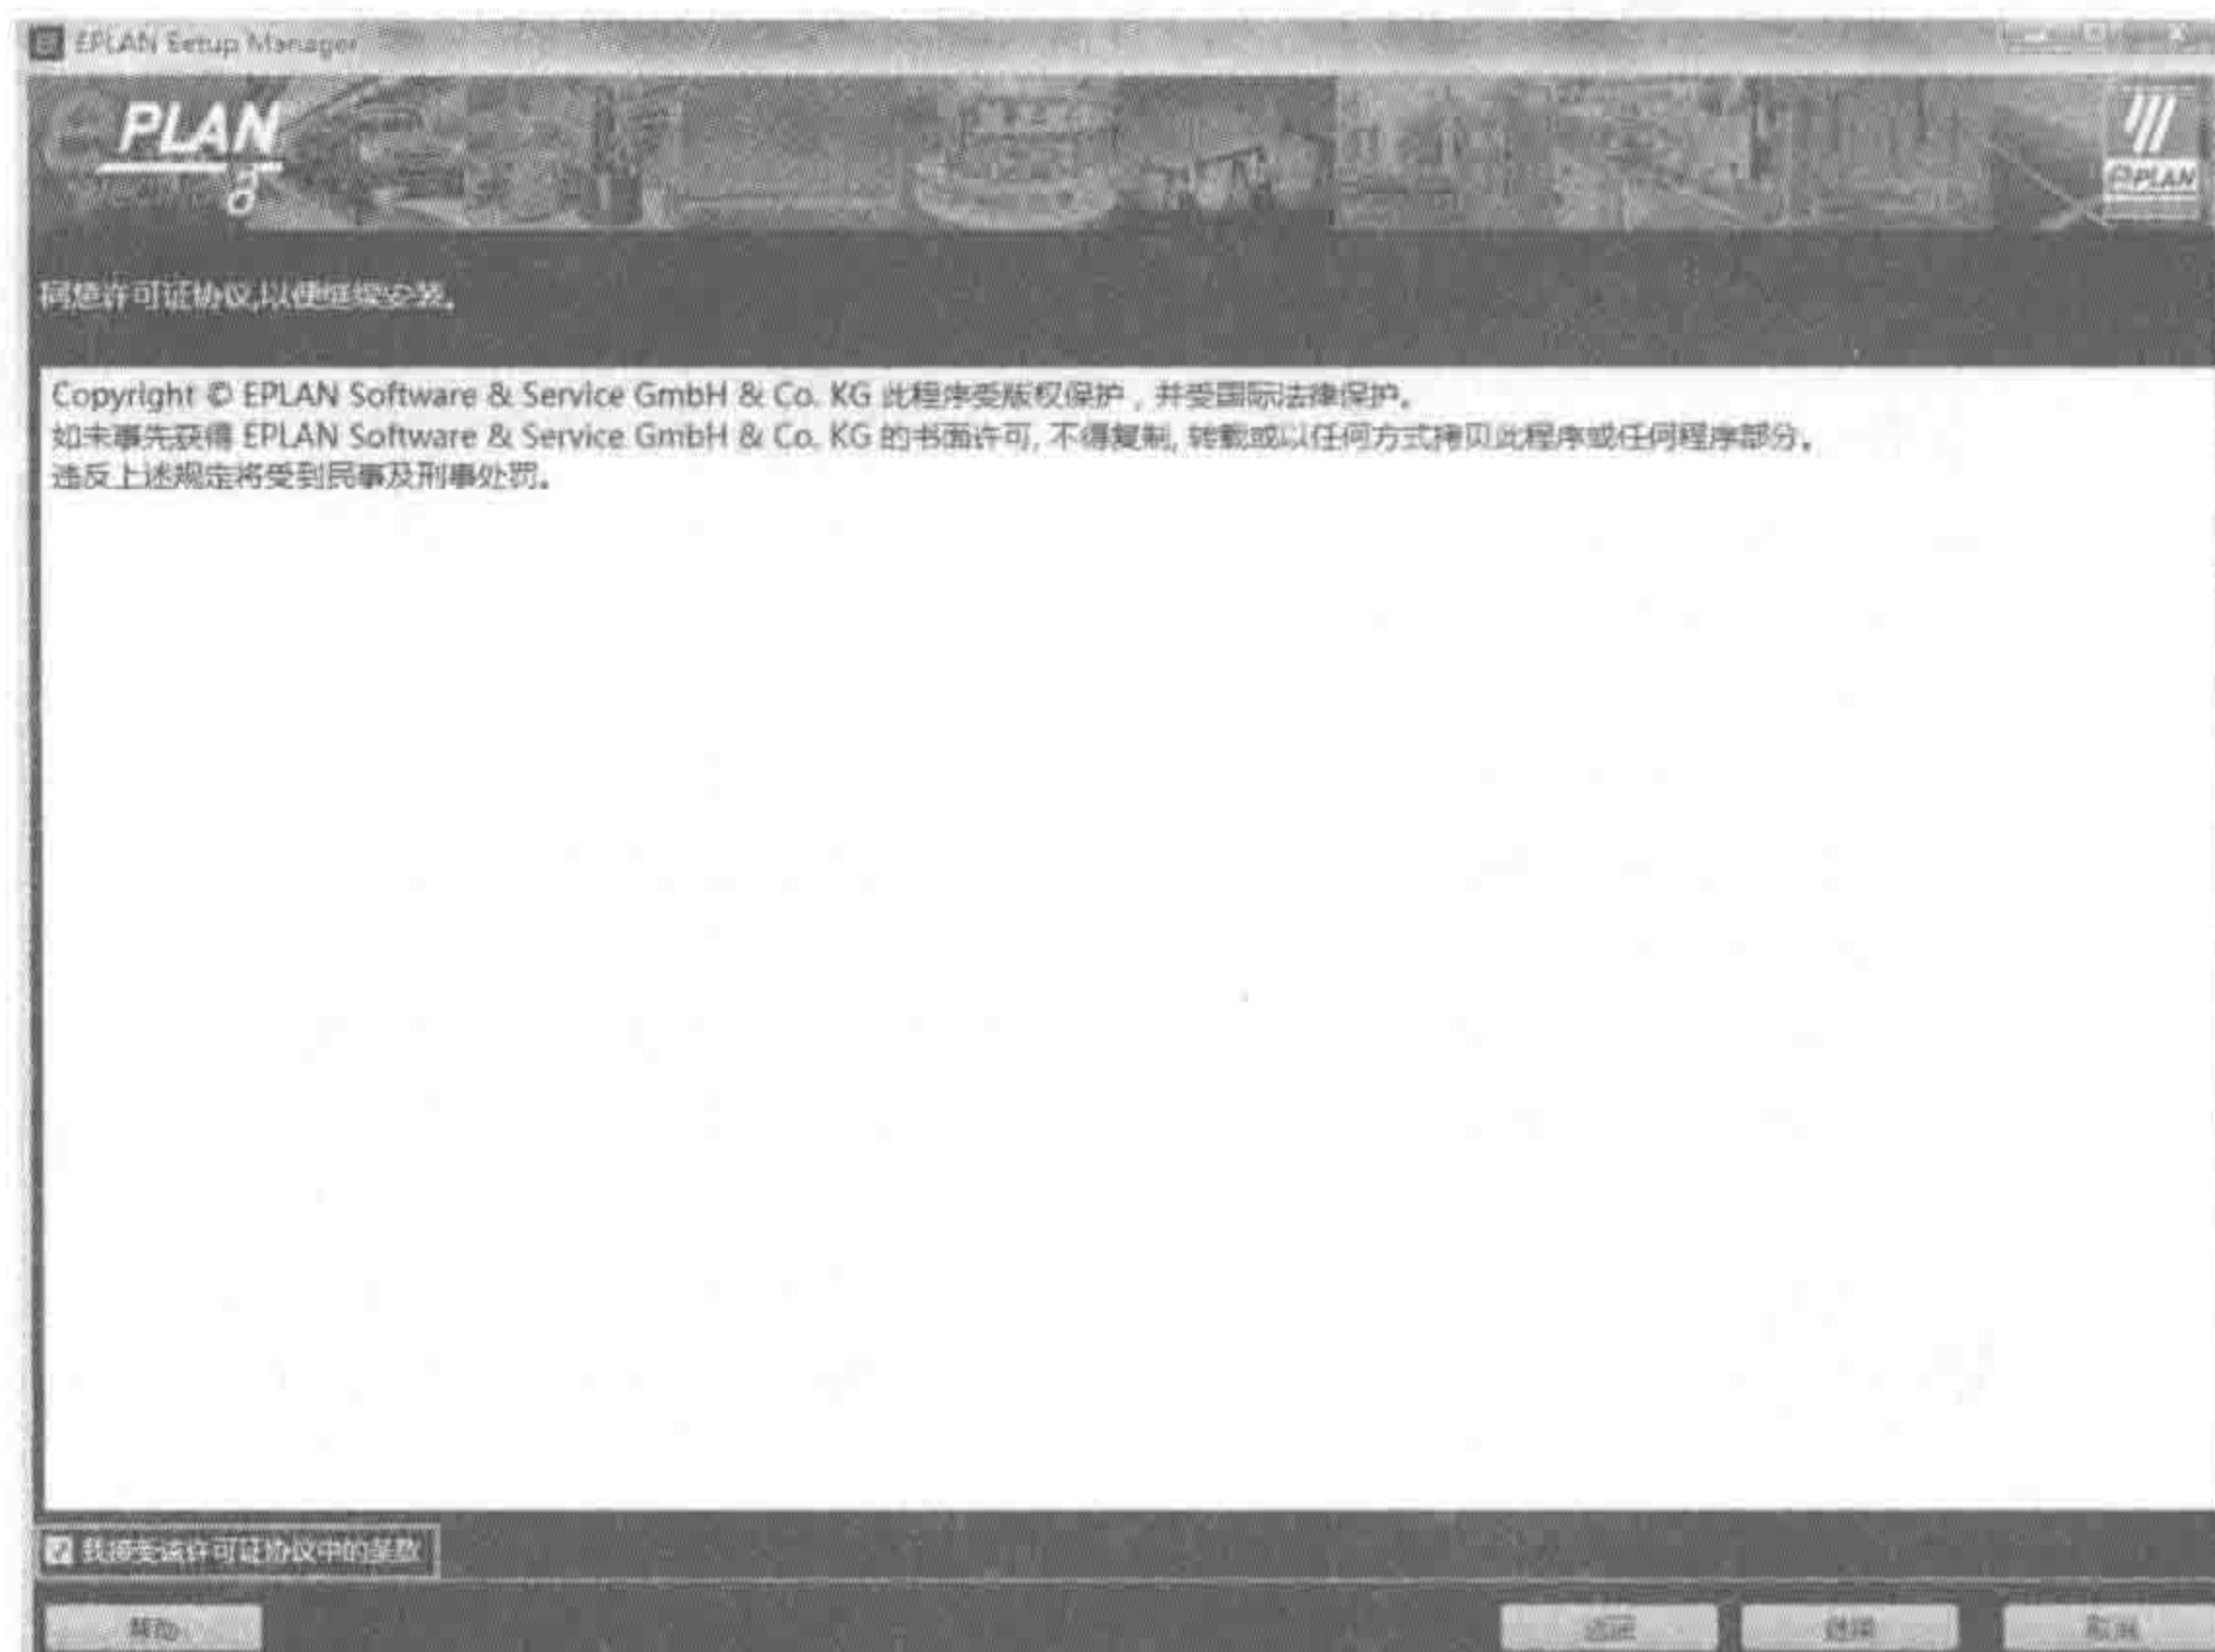 EPLAN Setup Manager
PLAN
EPLAN
同意许可证协议,以便继续安装。
Copyright © EPLAN Software & Service GmbH & Co. KG 此程序受版权保护，并受国际法律保护。
如未事先获得 EPLAN Software & Service GmbH & Co. KG 的书面许可, 不得复制, 转载或以任何方式拷贝此程序或任何程序部分。
违反上述规定将受到民事及刑事处罚。
我接受该许可证协议中的条款
帮助 返回 继续 取消